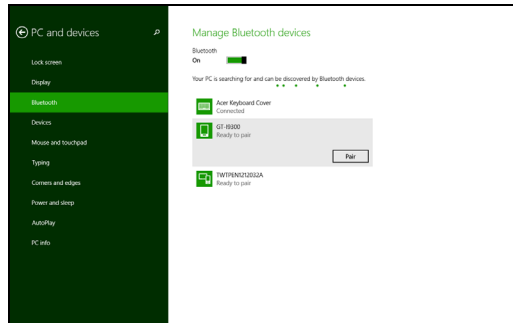 PC and devices
Lock screen
Display
Bluetooth
Devices
Mouse and touchpad
Typing
Corners and edges
Power and sleep
AutoPlay
PC info
Manage Bluetooth devices
Bluetooth
On
Your PC is searching for and can be discovered by Bluetooth devices.
Acer Keyboard Cover
Connected
GT-I9300
Ready to pair
Pair
TWTPEN1212032A
Ready to pair